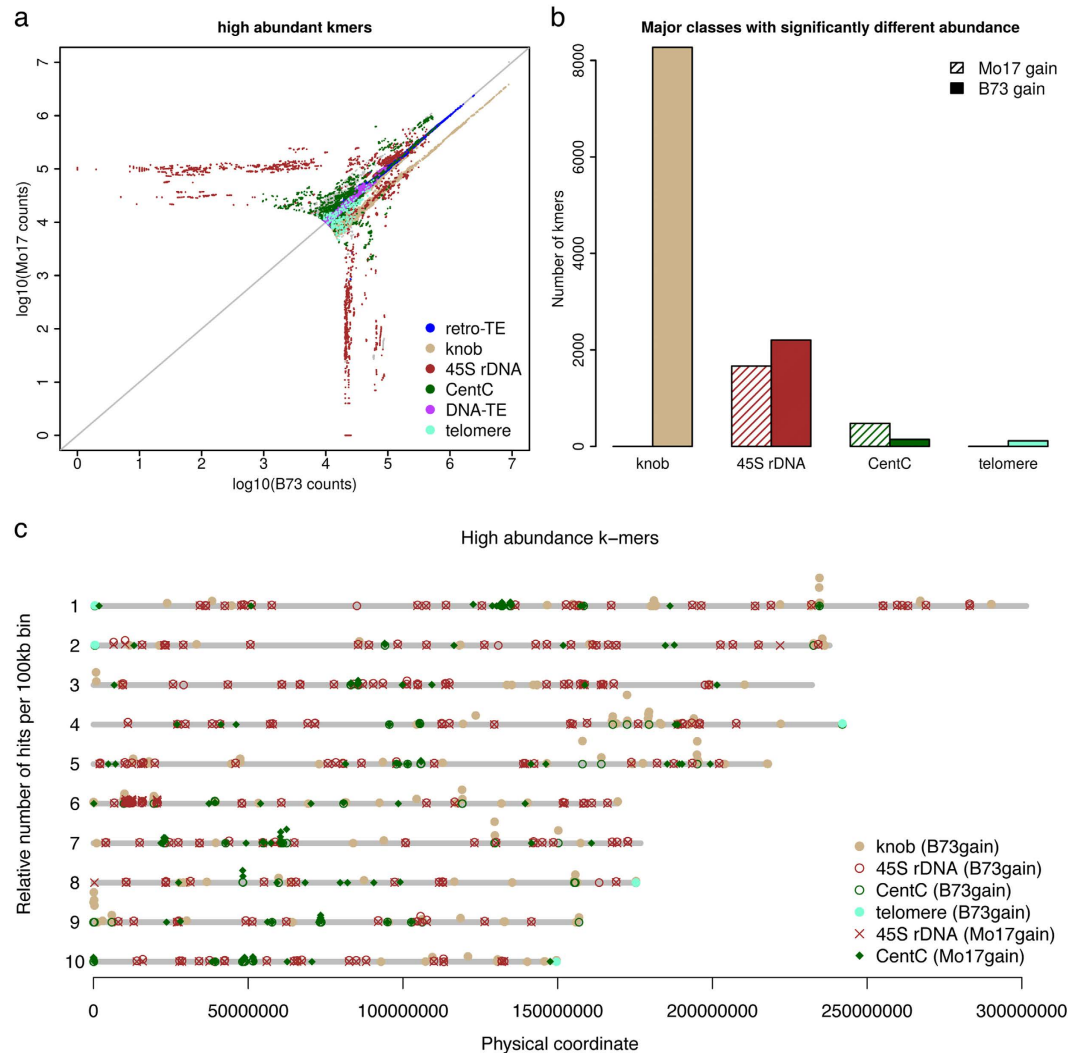 a
high abundant kmers
log10(Mo17 counts)
7
6
5
4
3
2
1
0
retro-TE
knob
45S rDNA
CentC
DNA-TE
telomere
0 1 2 3 4 5 6 7
log10(B73 counts)
b
Major classes with significantly different abundance
Number of kmers
8000
6000
4000
2000
0
Mo17 gain
B73 gain
knob 45S rDNA CentC telomere
c
High abundance k−mers
Relative number of hits per 100kb bin
1
2
3
4
5
6
7
8
9
10
knob (B73gain)
45S rDNA (B73gain)
CentC (B73gain)
telomere (B73gain)
45S rDNA (Mo17gain)
CentC (Mo17gain)
0 50000000 100000000 150000000 200000000 250000000 300000000
Physical coordinate